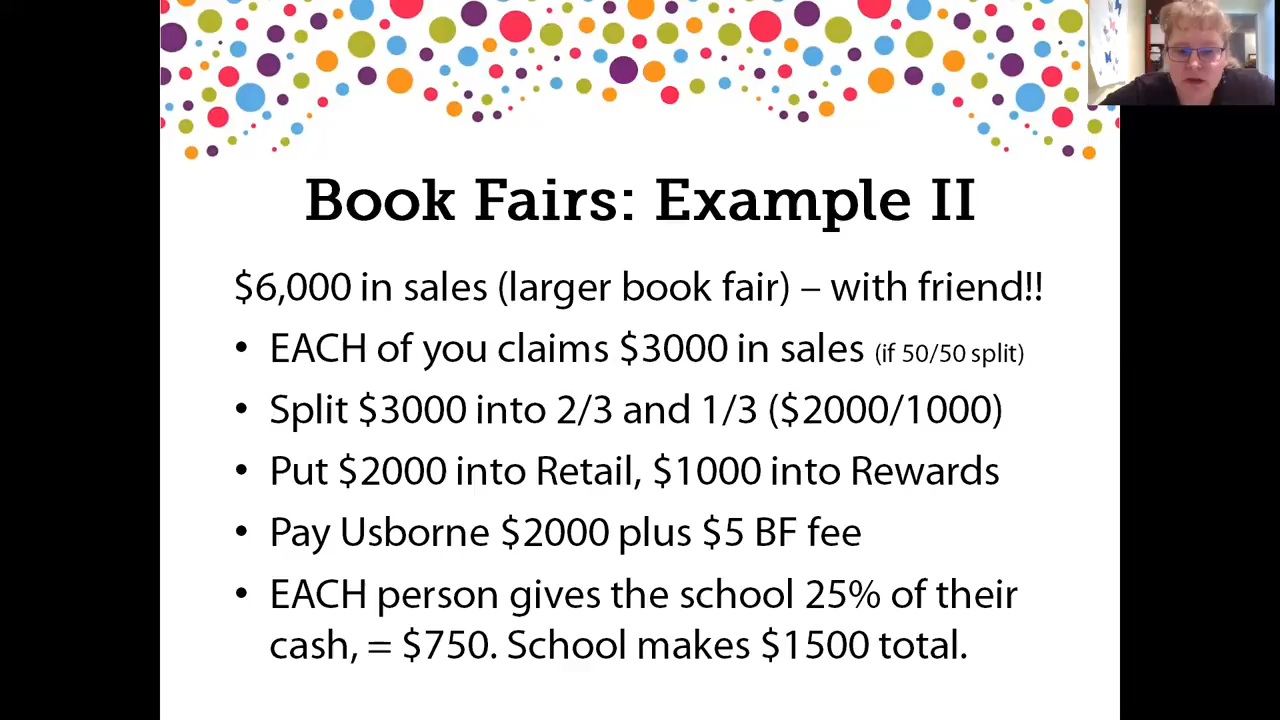 Book Fairs: Example II
$6,000 in sales (larger book fair) – with friend!!
• EACH of you claims $3000 in sales (if 50/50 split)
• Split $3000 into 2/3 and 1/3 ($2000/1000)
• Put $2000 into Retail, $1000 into Rewards
• Pay Usborne $2000 plus $5 BF fee
• EACH person gives the school 25% of their
cash, = $750. School makes $1500 total.